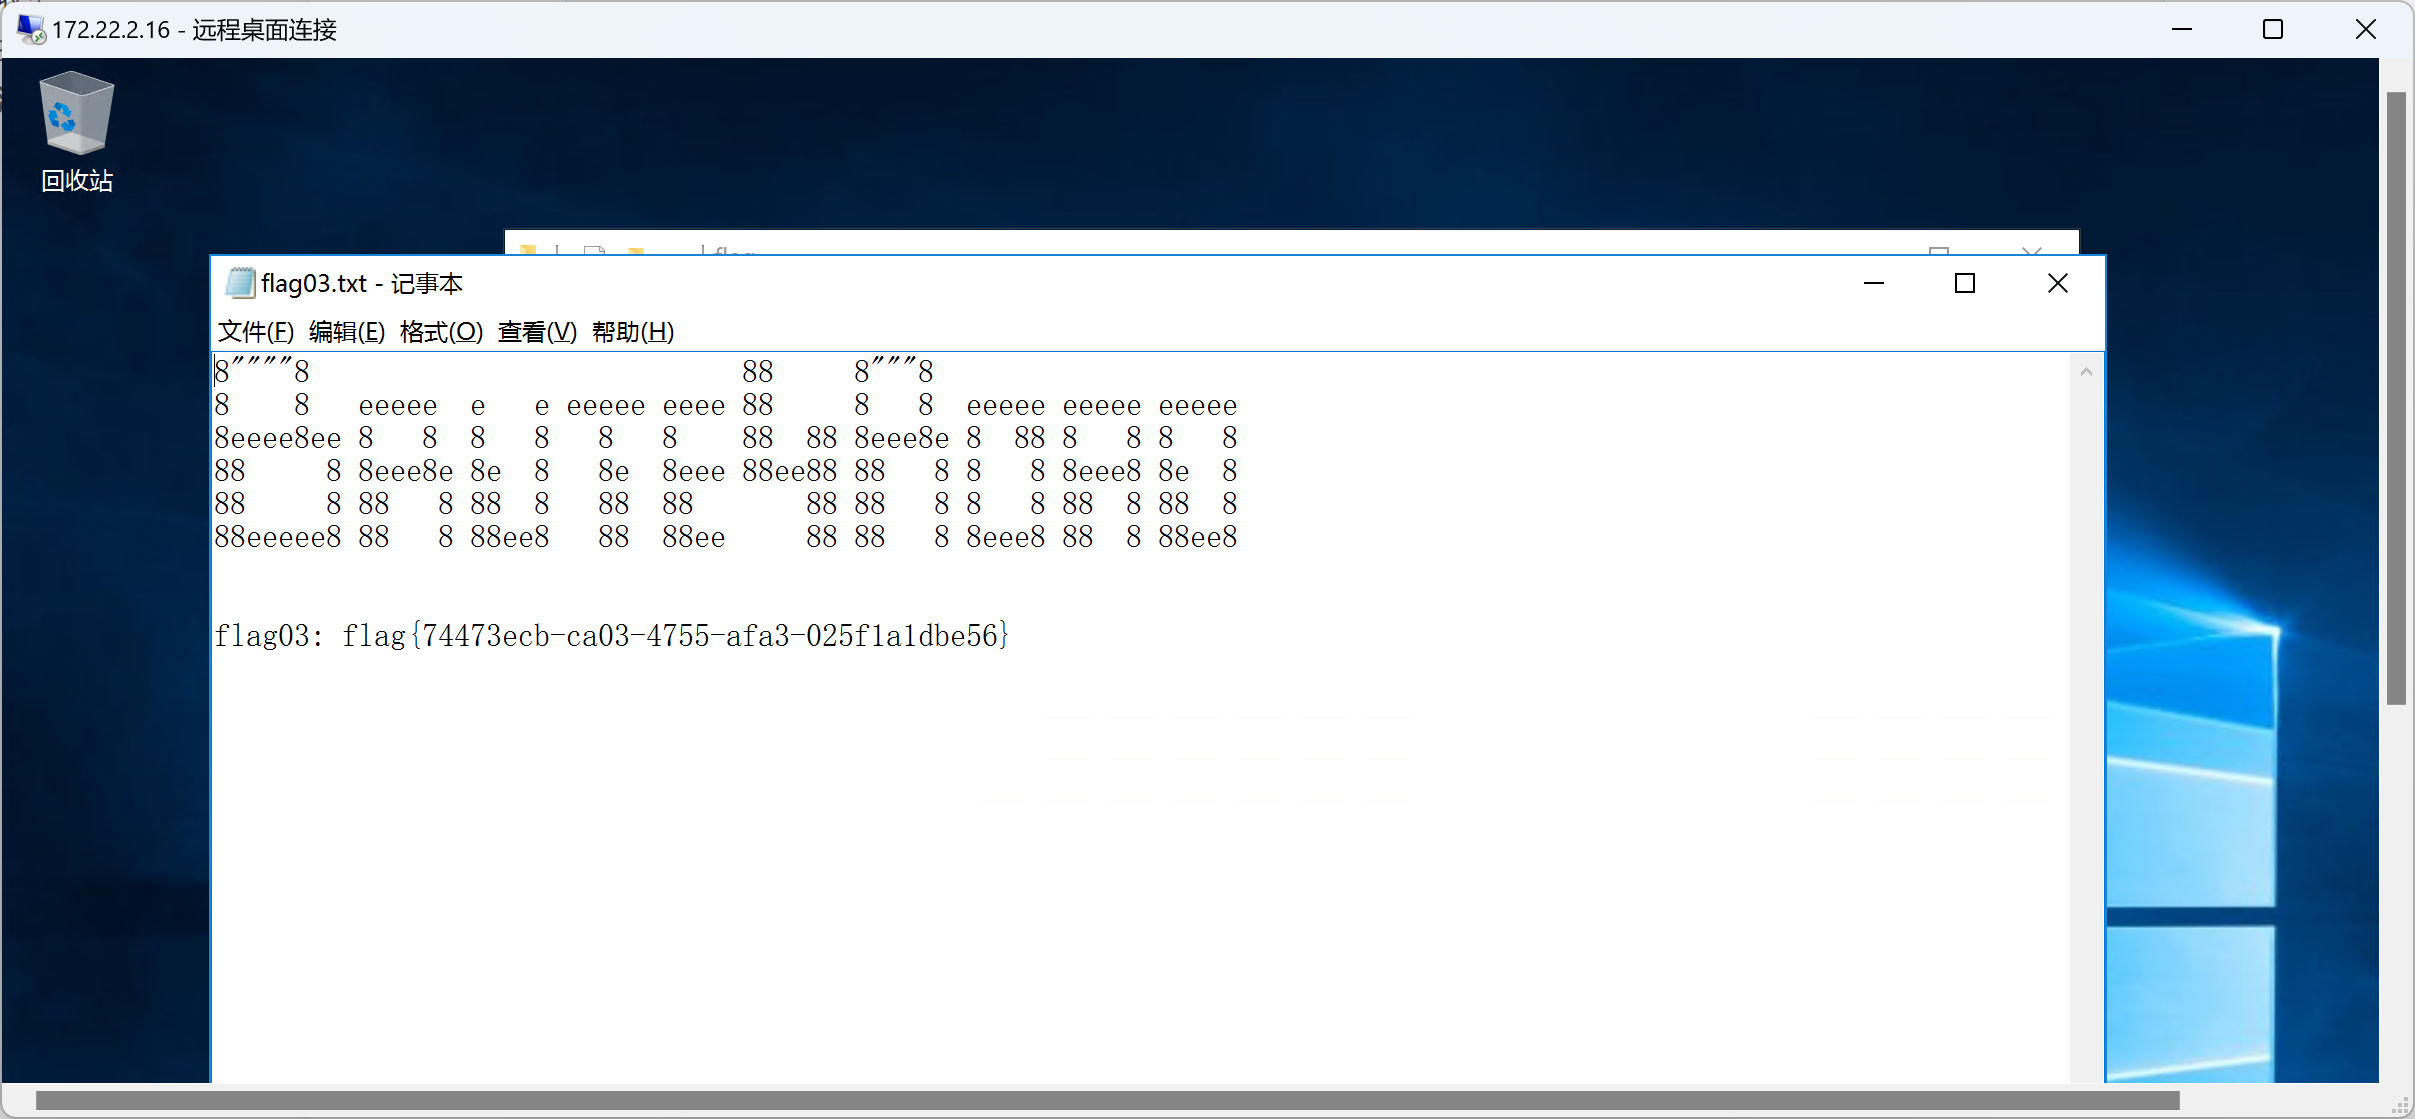 172.22.2.16 - 远程桌面连接
回收站
flag
flag03.txt - 记事本
文件(F) 编辑(E) 格式(O) 查看(V) 帮助(H)
8""""8                           88     8"""8
8    8   eeeee  e   e eeeee eeee 88     8   8  eeeee eeeee eeeee
8eeee8ee 8   8  8   8   8   8    88  88 8eee8e 8  88 8   8 8   8
88     8 8eee8e 8e  8   8e  8eee 88ee88 88   8 8   8 8eee8 8e  8
88     8 88   8 88  8   88  88       88 88   8 8   8 88  8 88  8
88eeeee8 88   8 88ee8   88  88ee     88 88   8 8eee8 88  8 88ee8
flag03: flag{74473ecb-ca03-4755-afa3-025f1a1dbe56}